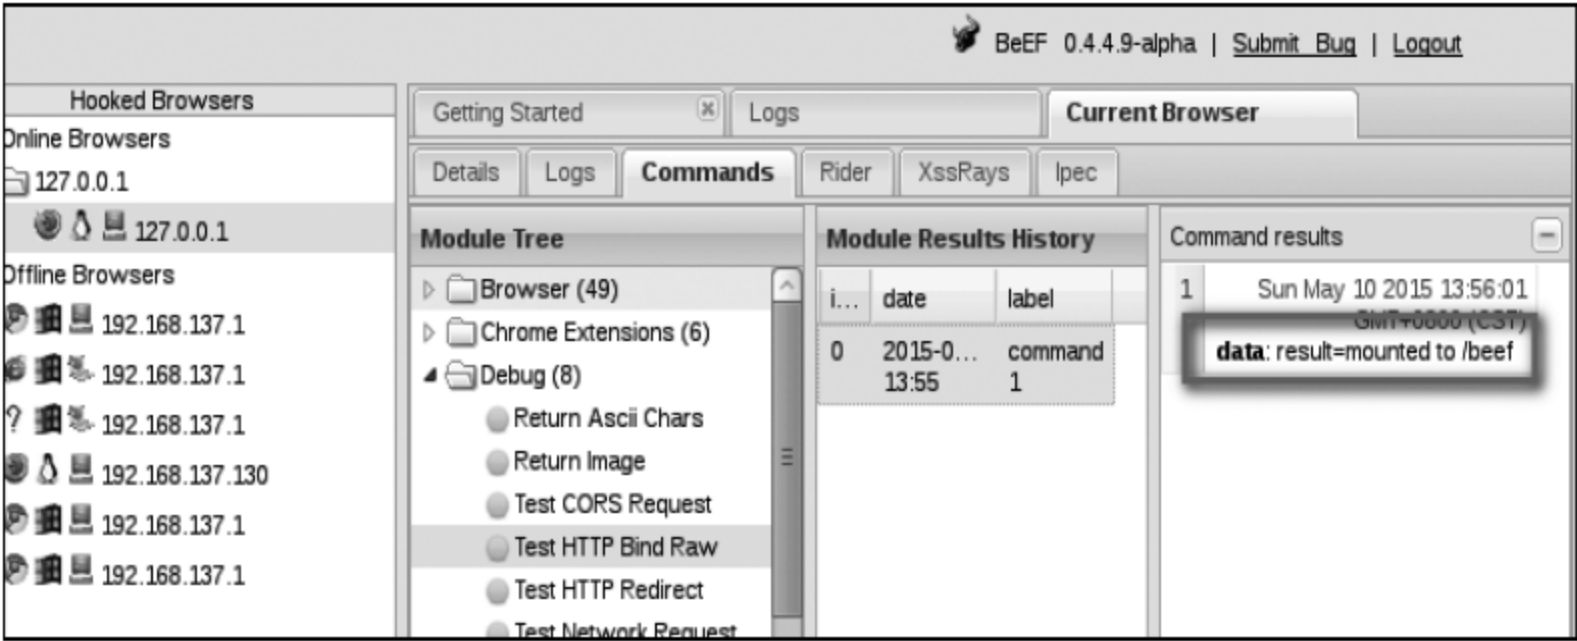 BeEF 0.4.4.9-alpha | Submit Bug | Logout
Hooked Browsers
Online Browsers
127.0.0.1
127.0.0.1
Offline Browsers
192.168.137.1
192.168.137.1
? 192.168.137.1
192.168.137.130
192.168.137.1
192.168.137.1
Getting Started Logs Current Browser
Details Logs Commands Rider XssRays Ipec
Module Tree
Browser (49)
Chrome Extensions (6)
Debug (8)
Return Ascii Chars
Return Image
Test CORS Request
Test HTTP Bind Raw
Test HTTP Redirect
Test Network Request
Module Results History
i... date label
0 2015-0... command
13:55 1
Command results
1 Sun May 10 2015 13:56:01
GMT+0800 (CST)
data: result=mounted to /beef